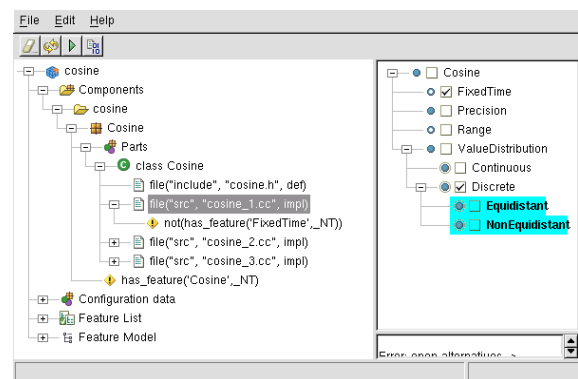 File Edit Help
cosine
Components
cosine
Cosine
Parts
class Cosine
file("include", "cosine.h", def)
file("src", "cosine_1.cc", impl)
not(has_feature('FixedTime',_NT))
file("src", "cosine_2.cc", impl)
file("src", "cosine_3.cc", impl)
has_feature('Cosine',_NT)
Configuration data
Feature List
Feature Model
Cosine
FixedTime
Precision
Range
ValueDistribution
Continuous
Discrete
Equidistant
NonEquidistant
Error: open alternatives ->